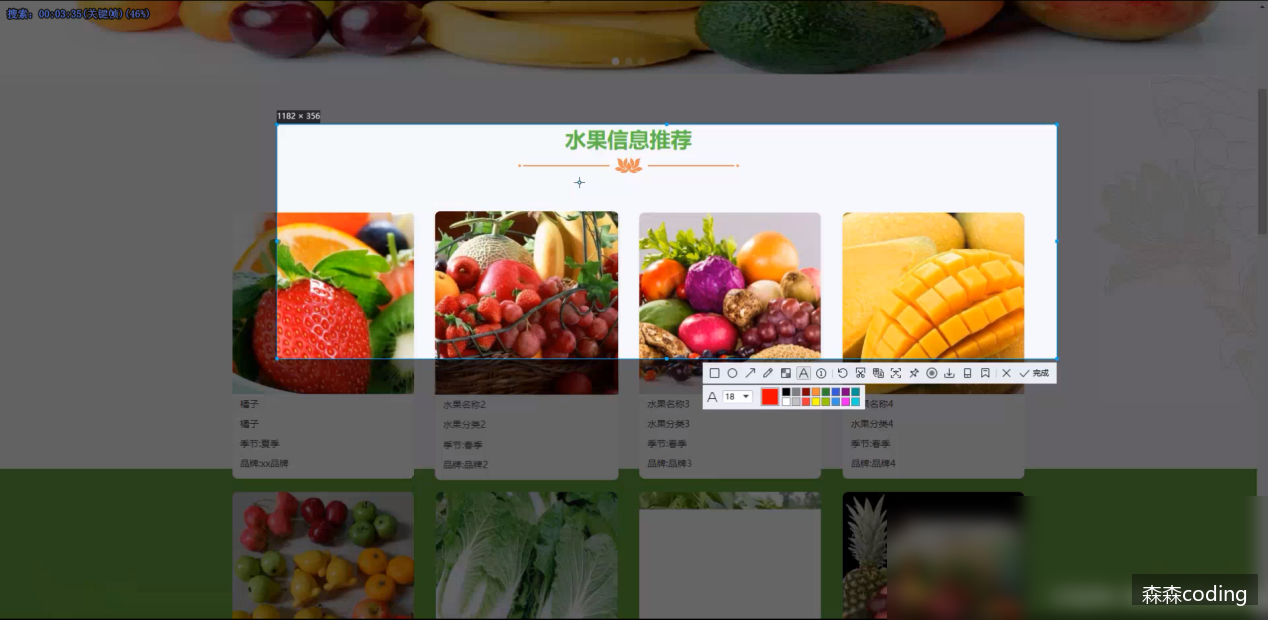 搜索: 00:03:35(关键帧)(46%)
1182 × 356
水果信息推荐
橘子
橘子
季节:夏季
品牌:xx品牌
水果名称2
水果分类2
季节:春季
品牌:品牌2
水果名称3
水果分类3
季节:春季
品牌:品牌3
名称4
水果分类4
季节:春季
品牌:品牌4
完成
A 18
森森coding